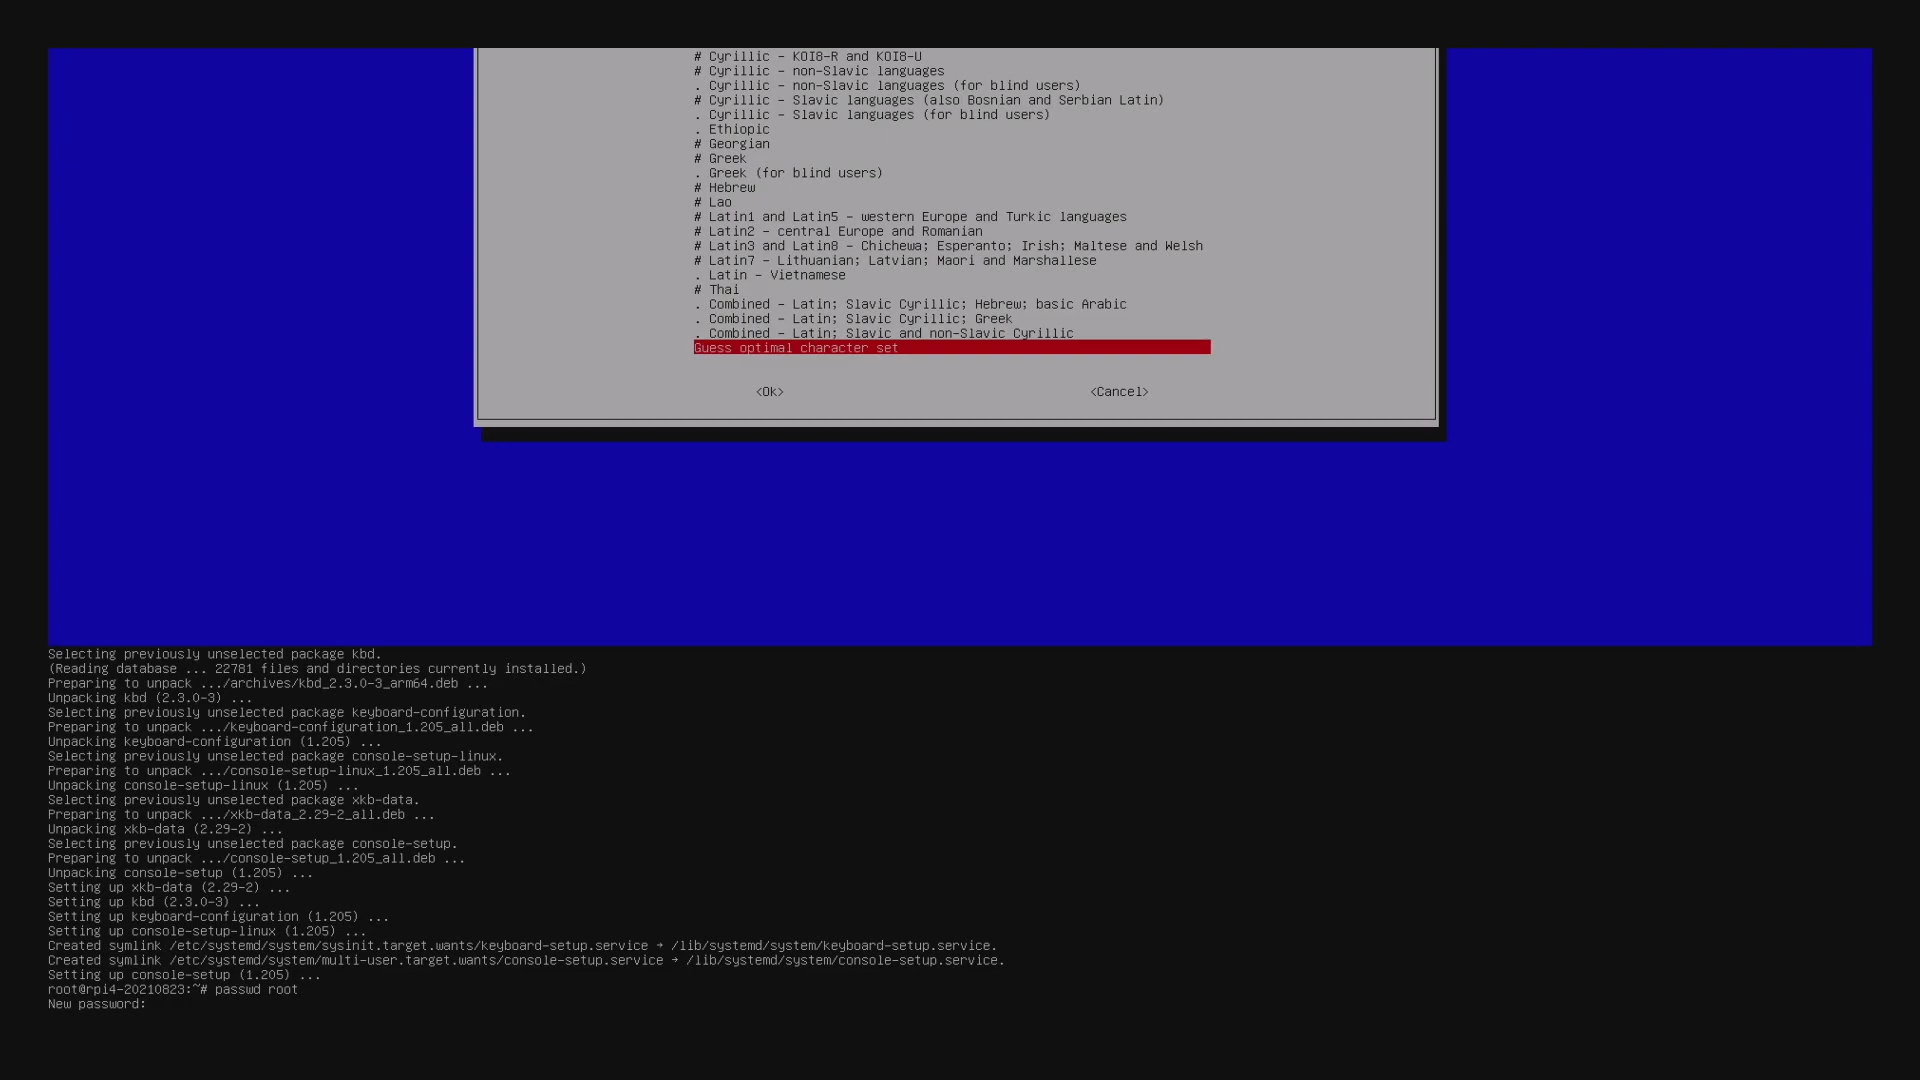 # Cyrillic - KOI8-R and KOI8-U
# Cyrillic - non-Slavic languages
. Cyrillic - non-Slavic languages (for blind users)
# Cyrillic - Slavic languages (also Bosnian and Serbian Latin)
. Cyrillic - Slavic languages (for blind users)
. Ethiopic
# Georgian
# Greek
. Greek (for blind users)
# Hebrew
# Lao
# Latin1 and Latin5 - western Europe and Turkic languages
# Latin2 - central Europe and Romanian
# Latin3 and Latin8 - Chichewa; Esperanto; Irish; Maltese and Welsh
# Latin7 - Lithuanian; Latvian; Maori and Marshallese
. Latin - Vietnamese
# Thai
. Combined - Latin; Slavic Cyrillic; Hebrew; basic Arabic
. Combined - Latin; Slavic Cyrillic; Greek
. Combined - Latin; Slavic and non-Slavic Cyrillic
Guess optimal character set
<Ok> <Cancel>
Selecting previously unselected package kbd.
(Reading database ... 22781 files and directories currently installed.)
Preparing to unpack .../archives/kbd_2.3.0-3_arm64.deb ...
Unpacking kbd (2.3.0-3) ...
Selecting previously unselected package keyboard-configuration.
Preparing to unpack .../keyboard-configuration_1.205_all.deb ...
Unpacking keyboard-configuration (1.205) ...
Selecting previously unselected package console-setup-linux.
Preparing to unpack .../console-setup-linux_1.205_all.deb ...
Unpacking console-setup-linux (1.205) ...
Selecting previously unselected package xkb-data.
Preparing to unpack .../xkb-data_2.29-2_all.deb ...
Unpacking xkb-data (2.29-2) ...
Selecting previously unselected package console-setup.
Preparing to unpack .../console-setup_1.205_all.deb ...
Unpacking console-setup (1.205) ...
Setting up xkb-data (2.29-2) ...
Setting up kbd (2.3.0-3) ...
Setting up keyboard-configuration (1.205) ...
Setting up console-setup-linux (1.205) ...
Created symlink /etc/systemd/system/sysinit.target.wants/keyboard-setup.service → /lib/systemd/system/keyboard-setup.service.
Created symlink /etc/systemd/system/multi-user.target.wants/console-setup.service → /lib/systemd/system/console-setup.service.
Setting up console-setup (1.205) ...
root@rpi4-20210823:~# passwd root
New password: